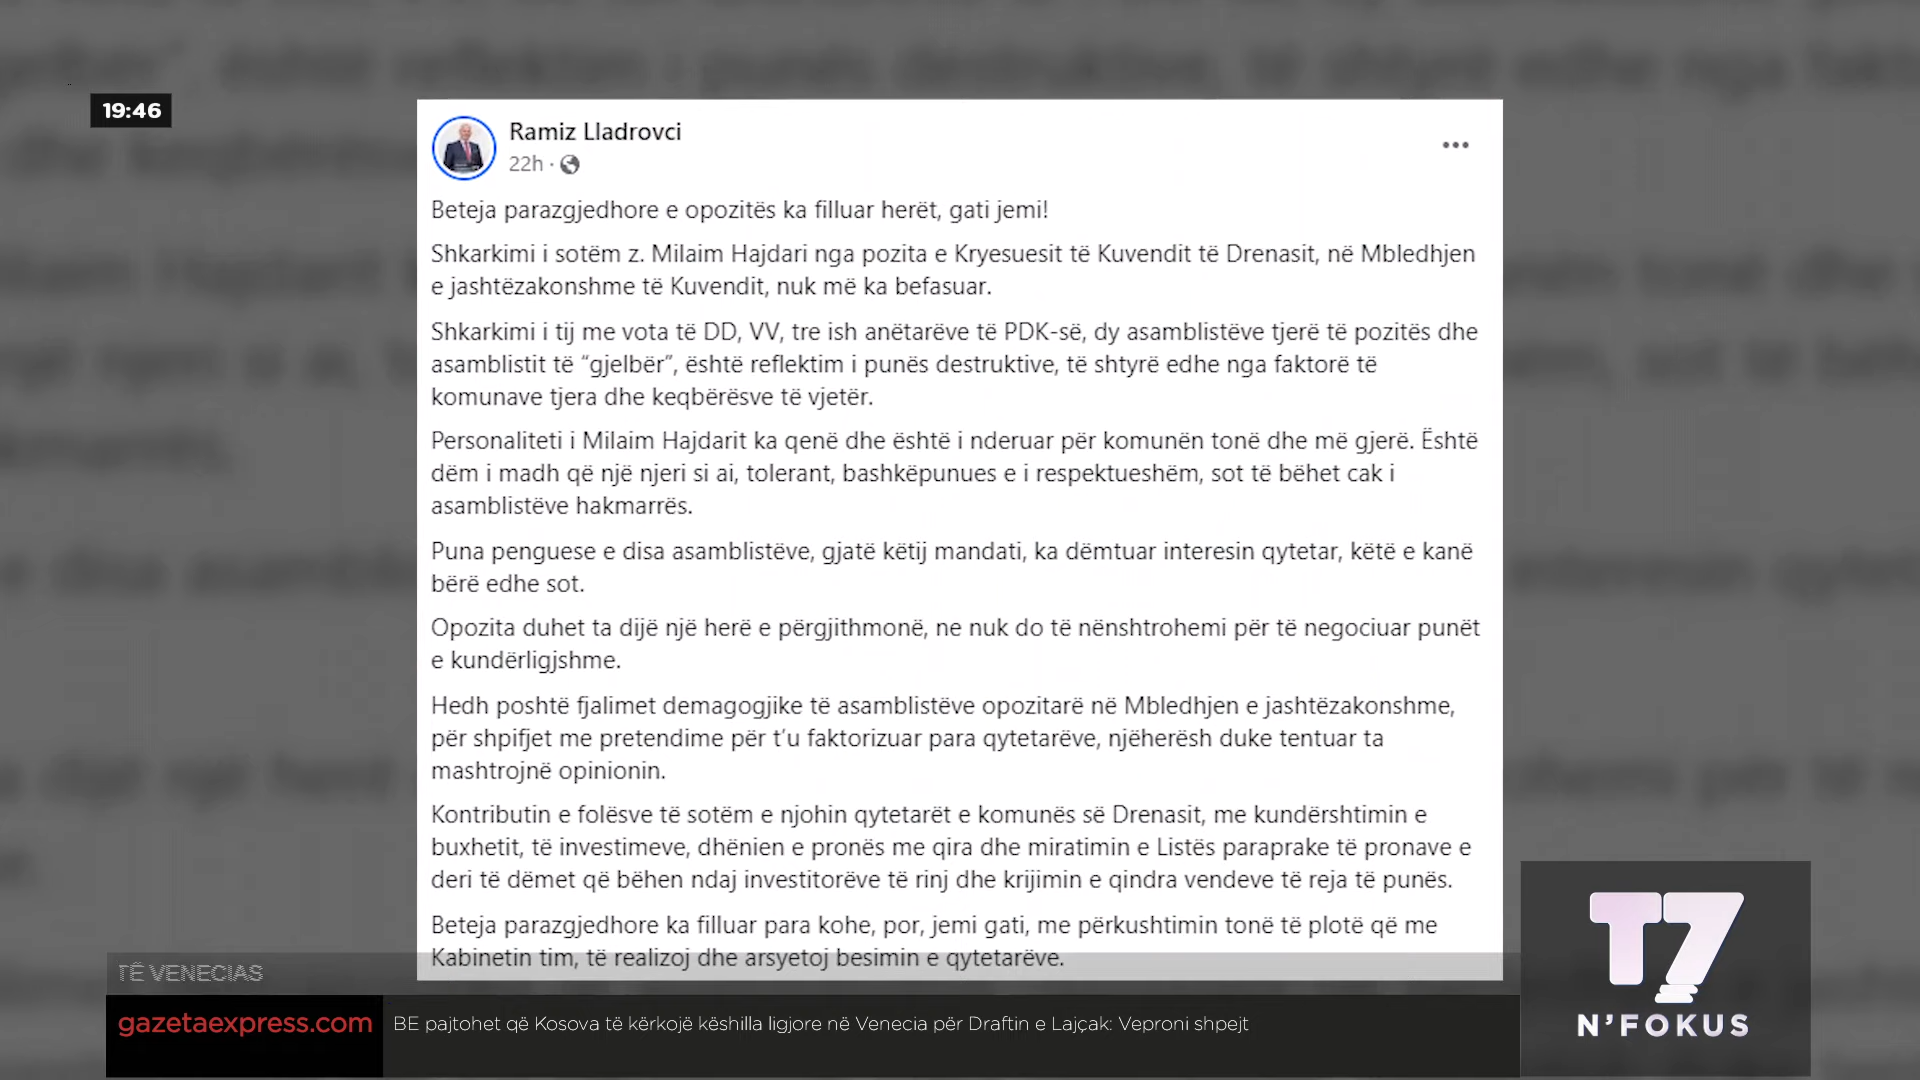 19:46
Ramiz Lladrovci
22h ·
Beteja parazgjedhore e opozitës ka filluar herët, gati jemi!
Shkarkimi i sotëm z. Milaim Hajdari nga pozita e Kryesuesit të Kuvendit të Drenasit, në Mbledhjen
e jashtëzakonshme të Kuvendit, nuk më ka befasuar.
Shkarkimi i tij me vota të DD, VV, tre ish anëtarëve të PDK-së, dy asamblistëve tjerë të pozitës dhe
asamblistit të “gjelbër”, është reflektim i punës destruktive, të shtyrë edhe nga faktorë të
komunave tjera dhe keqbërësve të vjetër.
Personaliteti i Milaim Hajdarit ka qenë dhe është i nderuar për komunën tonë dhe më gjerë. Është
dëm i madh që një njeri si ai, tolerant, bashkëpunues e i respektueshëm, sot të bëhet cak i
asamblistëve hakmarrës.
Puna penguese e disa asamblistëve, gjatë këtij mandati, ka dëmtuar interesin qytetar, këtë e kanë
bërë edhe sot.
Opozita duhet ta dijë një herë e përgjithmonë, ne nuk do të nënshtrohemi për të negociuar punët
e kundërligjshme.
Hedh poshtë fjalimet demagogjike të asamblistëve opozitarë në Mbledhjen e jashtëzakonshme,
për shpifjet me pretendime për t’u faktorizuar para qytetarëve, njëherësh duke tentuar ta
mashtrojnë opinionin.
Kontributin e folësve të sotëm e njohin qytetarët e komunës së Drenasit, me kundërshtimin e
buxhetit, të investimeve, dhënien e pronës me qira dhe miratimin e Listës paraprake të pronave e
deri të dëmet që bëhen ndaj investitorëve të rinj dhe krijimin e qindra vendeve të reja të punës.
Beteja parazgjedhore ka filluar para kohe, por, jemi gati, me përkushtimin tonë të plotë që me
Kabinetin tim, të realizoj dhe arsyetoj besimin e qytetarëve.
TË VENECIAS
gazetaexpress.com
BE pajtohet që Kosova të kërkojë këshilla ligjore në Venecia për Draftin e Lajçak: Veproni shpejt
T7
N’FOKUS